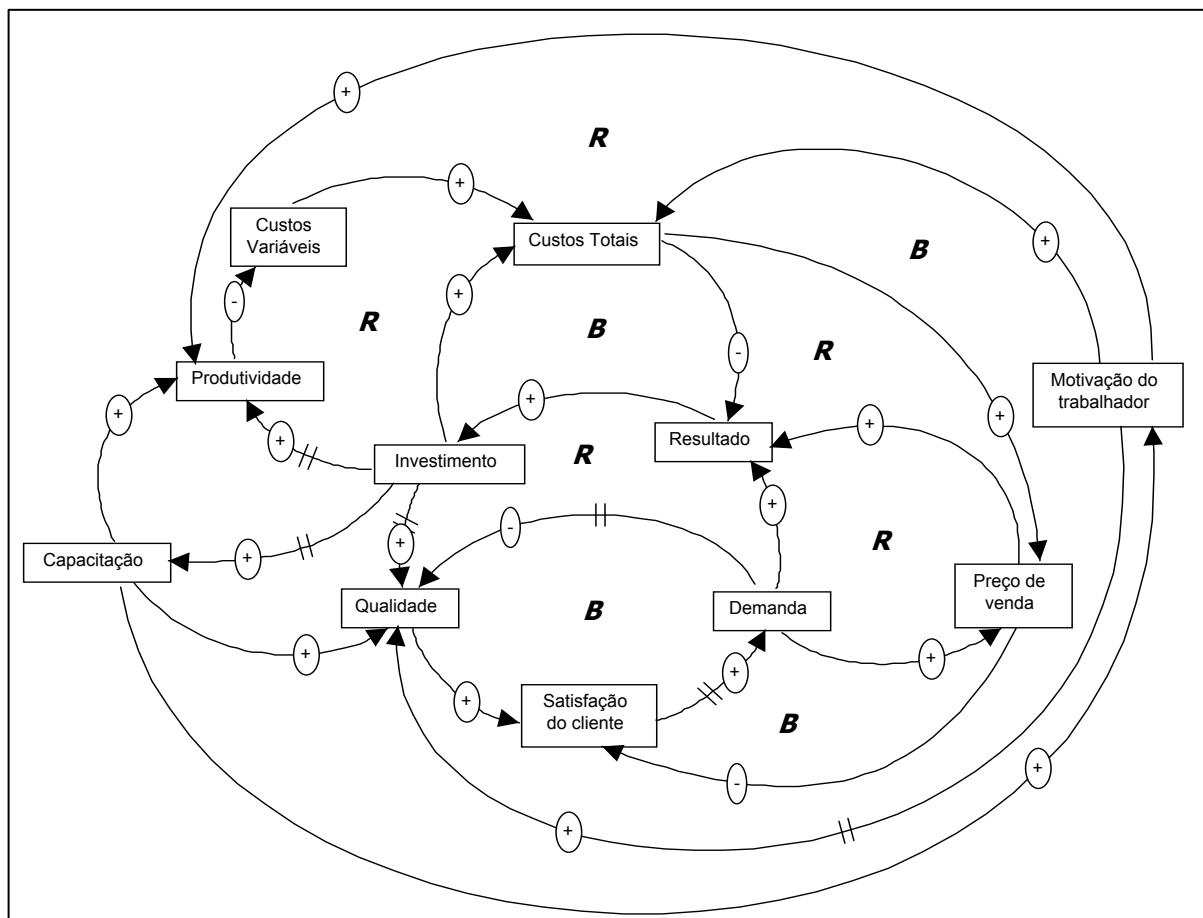 +
R
+
Custos
Variáveis
Custos Totais
B
+
-
+
R
B
R
-
Produtividade
Motivação do
trabalhador
+
+
+
+
Resultado
+
Investimento
R
+
-
+
R
+
Capacitação
+
Preço de
venda
Qualidade
Demanda
B
+
+
+
+
Satisfação
do cliente
B
-
+
+